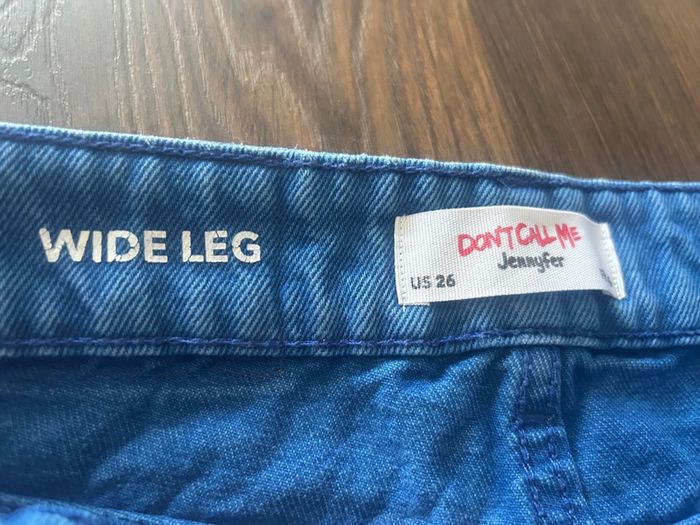 WIDE LEG
DON'T CALL ME
Jennyfer
US 26